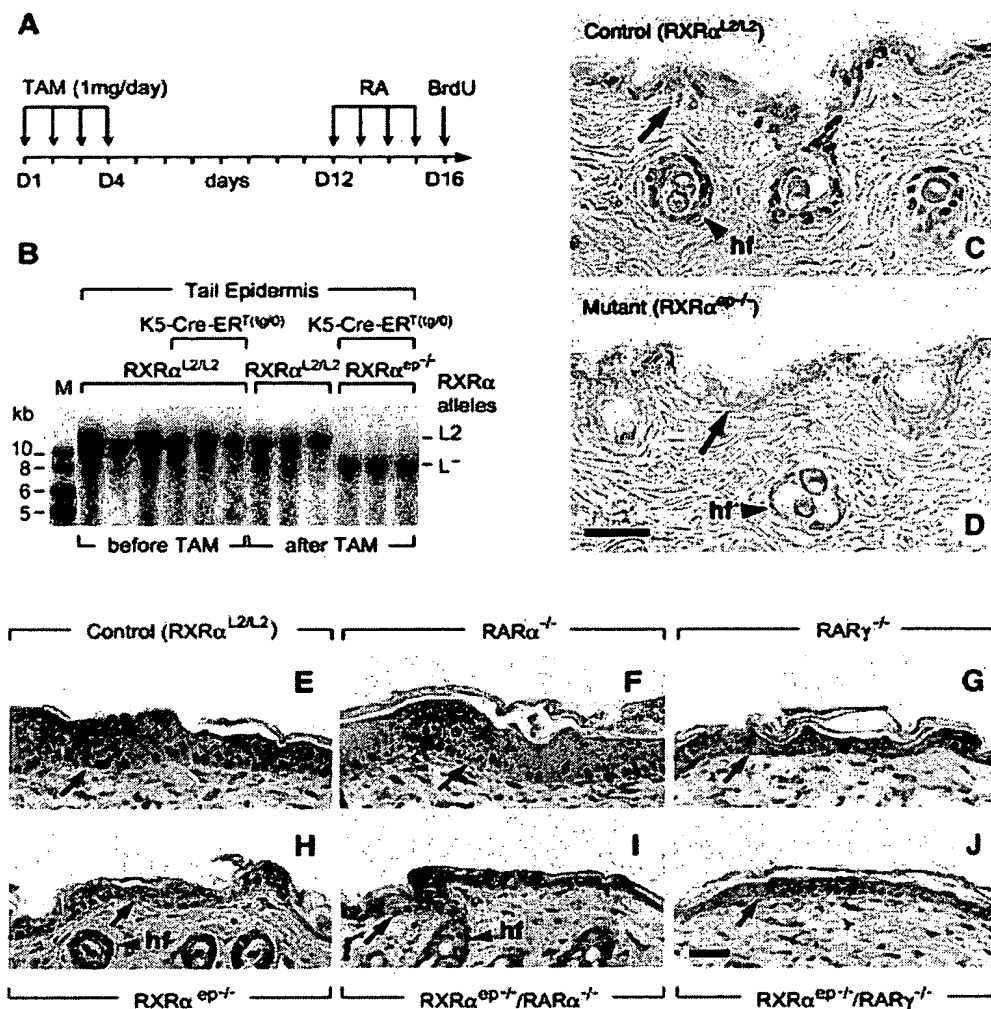 A
TAM (1mg/day) RA BrdU
D1 D4 days D12 D16
B
Tail Epidermis
K5-Cre-ER^T(tg/0) K5-Cre-ER^T(tg/0)
M RXRα^L2/L2 RXRα^L2/L2 RXRα^ep-/- RXRα alleles
kb
10
8
6
5
L2
L^-
before TAM after TAM
Control (RXRα^L2/L2)
hf
C
Mutant (RXRα^ep-/-)
hf
D
Control (RXRα^L2/L2) RARα^-/- RARγ^-/-
E F G
H I J
hf hf
RXRα^ep-/- RXRα^ep-/-/RARα^-/- RXRα^ep-/-/RARγ^-/-